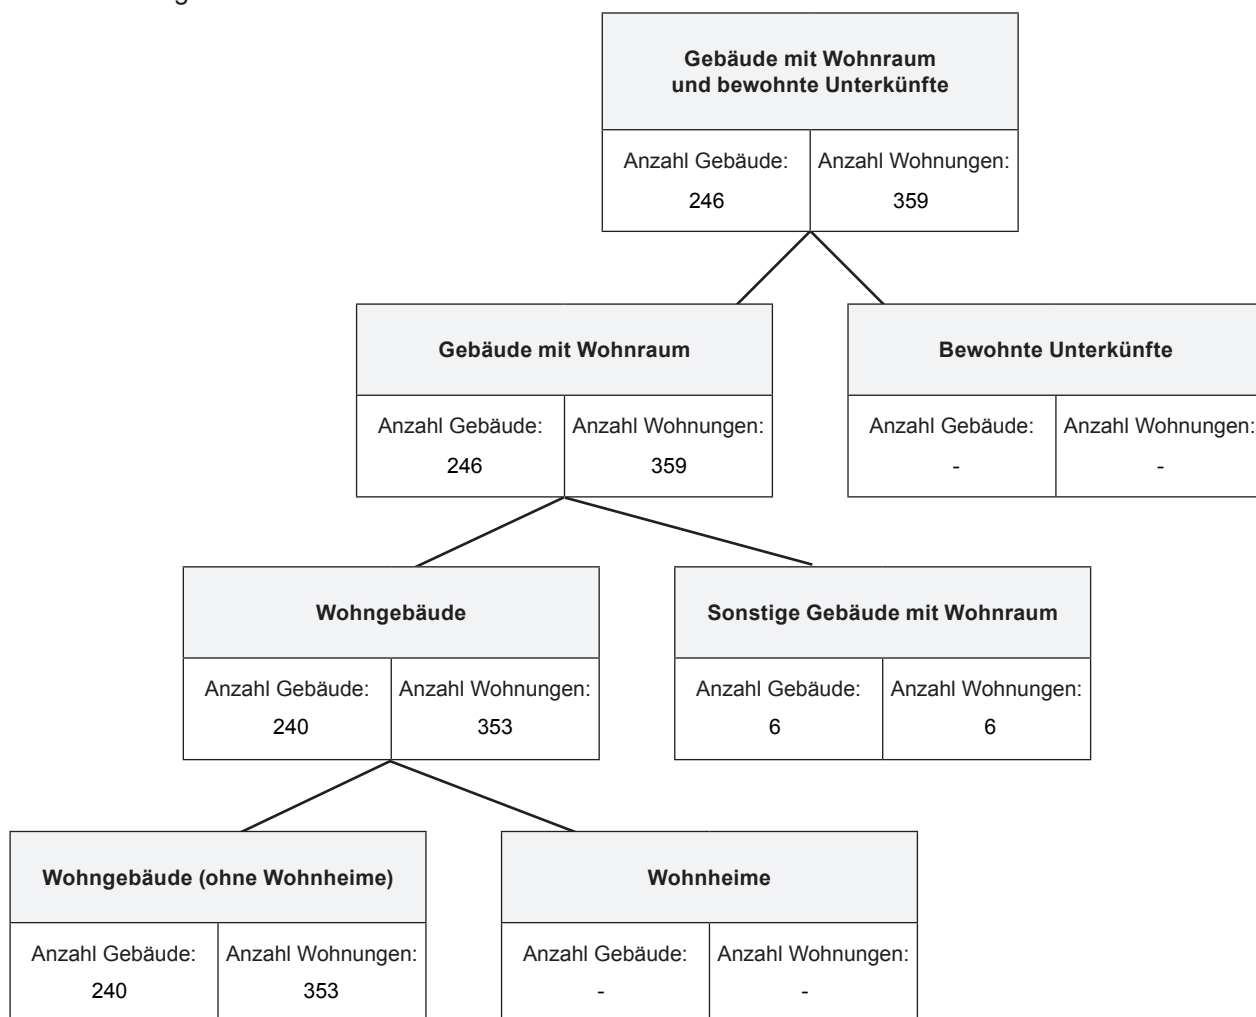 Gebäude mit Wohnraum
und bewohnte Unterkünfte
Anzahl Gebäude: Anzahl Wohnungen:
246 359
Gebäude mit Wohnraum Bewohnte Unterkünfte
Anzahl Gebäude: Anzahl Wohnungen: Anzahl Gebäude: Anzahl Wohnungen:
246 359 - -
Wohngebäude Sonstige Gebäude mit Wohnraum
Anzahl Gebäude: Anzahl Wohnungen: Anzahl Gebäude: Anzahl Wohnungen:
240 353 6 6
Wohngebäude (ohne Wohnheime) Wohnheime
Anzahl Gebäude: Anzahl Wohnungen: Anzahl Gebäude: Anzahl Wohnungen:
240 353 - -